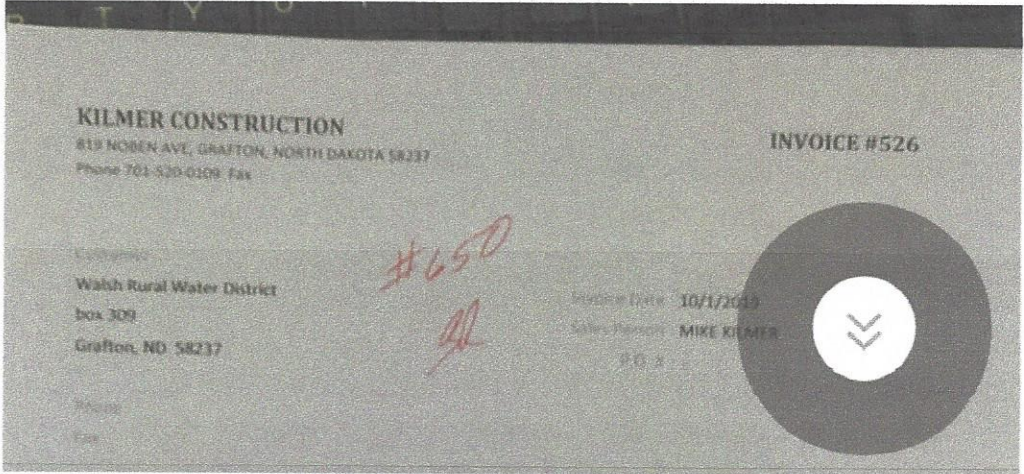 KILMER CONSTRUCTION
819 NOBEN AVE, GRAFTON, NORTH DAKOTA 58237
Phone 701-520-0109 Fax
INVOICE #526
#650
Customer
Walsh Rural Water District
box 309
Grafton, ND 58237
Invoice Date 10/1/2019
Sales Person MIKE KILMER
P.O. #
Phone
Fax